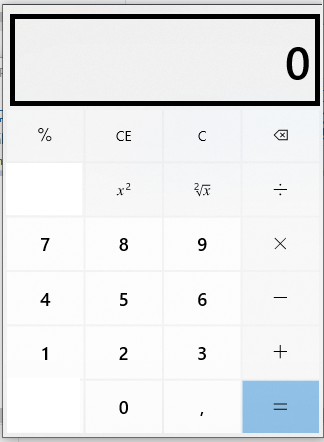 0
% CE C ⌫
x² ²√x ÷
7 8 9 ×
4 5 6 −
1 2 3 +
0 , =